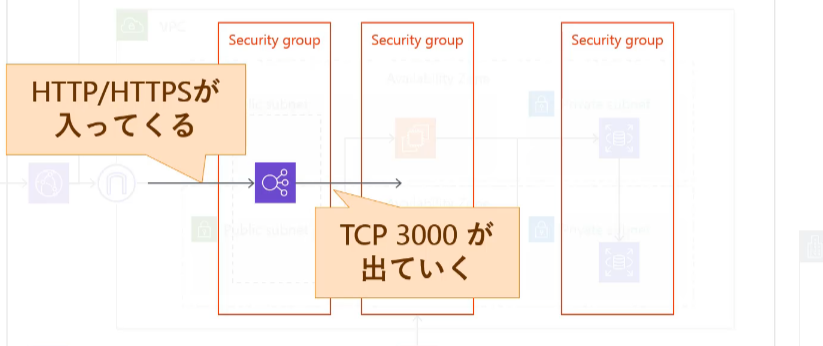 VPC
Security group
Security group
Security group
Availability Zone
HTTP/HTTPSが
入ってくる
Public subnet
Private subnet
TCP 3000 が
出ていく
Public subnet
Private subnet